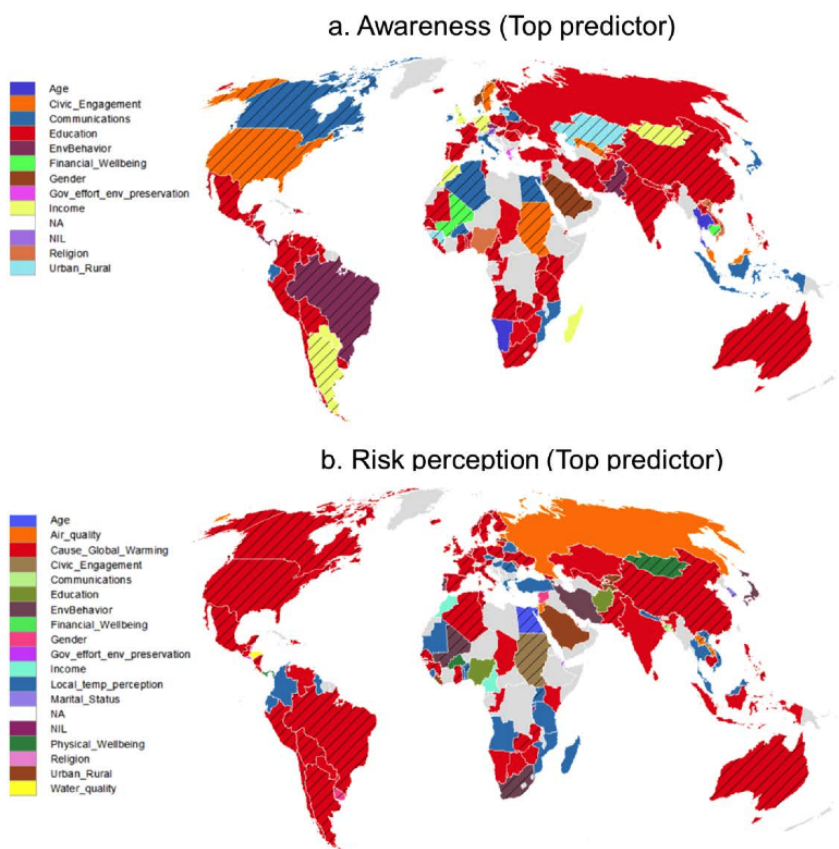 a. Awareness (Top predictor)
Age
Civic_Engagement
Communications
Education
EnvBehavior
Financial_Wellbeing
Gender
Gov_effort_env_preservation
Income
NA
NIL
Religion
Urban_Rural
b. Risk perception (Top predictor)
Age
Air_quality
Cause_Global_Warming
Civic_Engagement
Communications
Education
EnvBehavior
Financial_Wellbeing
Gender
Gov_effort_env_preservation
Income
Local_temp_perception
Marital_Status
NA
NIL
Physical_Wellbeing
Religion
Urban_Rural
Water_quality